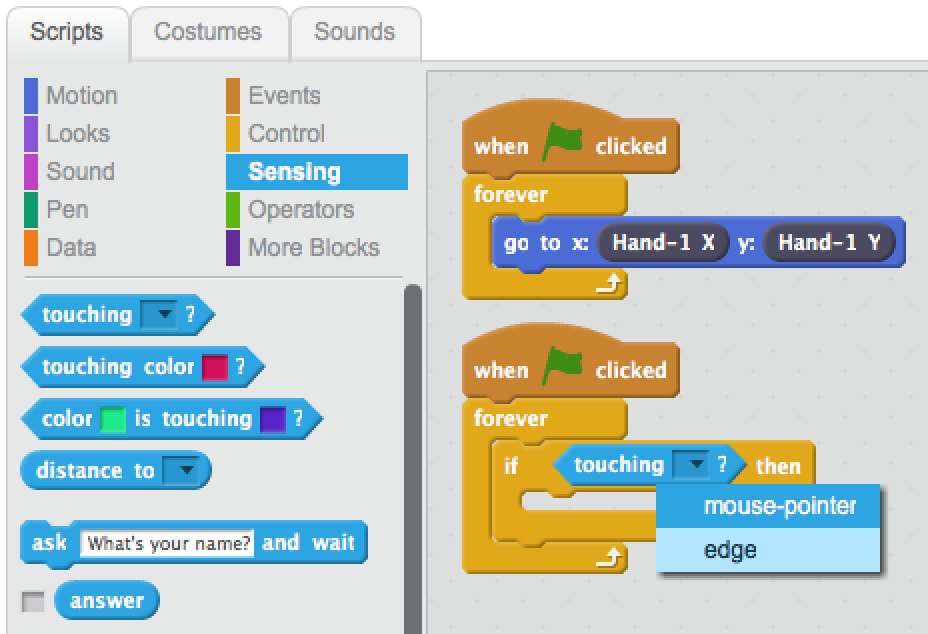 Scripts Costumes Sounds
Motion Events
Looks Control
Sound Sensing
Pen Operators
Data More Blocks
touching ?
touching color ?
color is touching ?
distance to
ask What's your name? and wait
answer
when clicked
forever
go to x: Hand-1 X y: Hand-1 Y
when clicked
forever
if touching ? then
mouse-pointer
edge